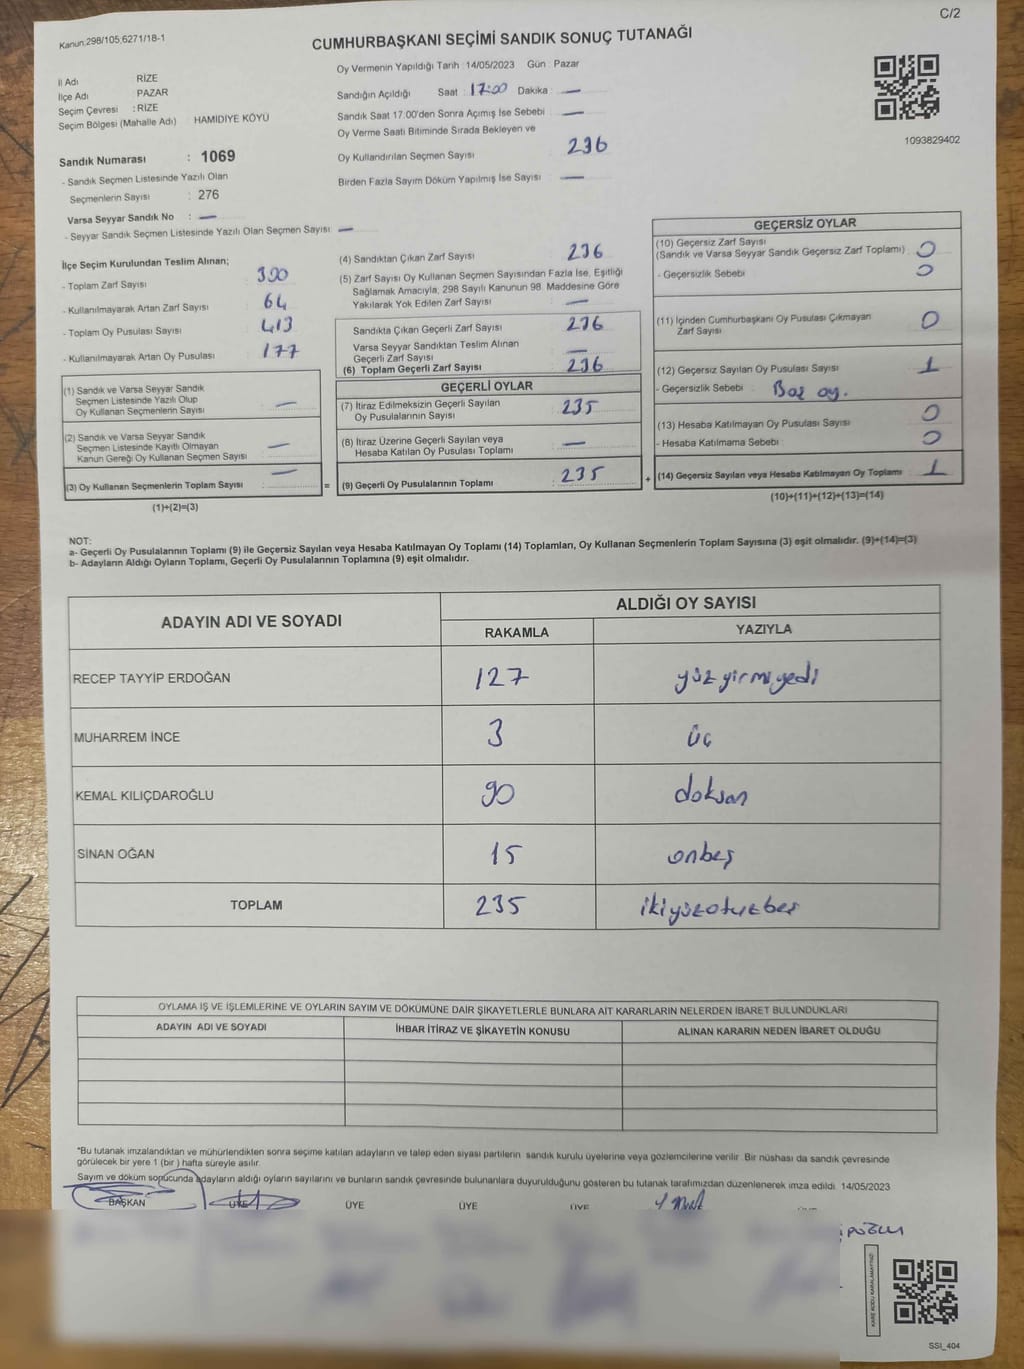 C/2
Kanun:298/105,6271/18-1
CUMHURBAŞKANI SEÇİMİ SANDIK SONUÇ TUTANAĞI
Oy Vermenin Yapıldığı Tarih :14/05/2023 Gün : Pazar
İl Adı RİZE
İlçe Adı PAZAR
Seçim Çevresi : RİZE
Seçim Bölgesi (Mahalle Adı) HAMİDİYE KÖYÜ
Sandığın Açıldığı Saat : 17:00 Dakika : —
Sandık Saat 17.00'den Sonra Açımış İse Sebebi : —
Oy Verme Saati Bitiminde Sırada Bekleyen ve
Oy Kullandırılan Seçmen Sayısı 236
Birden Fazla Sayım Döküm Yapılmış İse Sayısı : —
1093829402
Sandık Numarası : 1069
- Sandık Seçmen Listesinde Yazılı Olan
Seçmenlerin Sayısı : 276
Varsa Seyyar Sandık No : —
- Seyyar Sandık Seçmen Listesinde Yazılı Olan Seçmen Sayısı: —
İlçe Seçim Kurulundan Teslim Alınan;
- Toplam Zarf Sayısı : 300
- Kullanılmayarak Artan Zarf Sayısı : 64
- Toplam Oy Pusulası Sayısı : 413
- Kullanılmayarak Artan Oy Pusulası : 177
(4) Sandıktan Çıkan Zarf Sayısı : 236
(5) Zarf Sayısı Oy Kullanan Seçmen Sayısından Fazla İse, Eşitliği
Sağlamak Amacıyla, 298 Sayılı Kanunun 98. Maddesine Göre
Yakılarak Yok Edilen Zarf Sayısı : —
Sandıkta Çıkan Geçerli Zarf Sayısı : 236
Varsa Seyyar Sandıktan Teslim Alınan
Geçerli Zarf Sayısı : —
(6) Toplam Geçerli Zarf Sayısı : 236
GEÇERSİZ OYLAR
(10) Geçersiz Zarf Sayısı
(Sandık ve Varsa Seyyar Sandık Geçersiz Zarf Toplamı) : 0
- Geçersizlik Sebebi : 0
(11) İçinden Cumhurbaşkanı Oy Pusulası Çıkmayan
Zarf Sayısı : 0
(12) Geçersiz Sayılan Oy Pusulası Sayısı : 1
- Geçersizlik Sebebi : Boş oy.
(13) Hesaba Katılmayan Oy Pusulası Sayısı : 0
- Hesaba Katılmama Sebebi : 0
(14) Geçersiz Sayılan veya Hesaba Katılmayan Oy Toplamı : 1
(10)+(11)+(12)+(13)=(14)
(1) Sandık ve Varsa Seyyar Sandık
Seçmen Listesinde Yazılı Olup
Oy Kullanan Seçmenlerin Sayısı : —
(2) Sandık ve Varsa Seyyar Sandık
Seçmen Listesinde Kayıtlı Olmayan
Kanun Gereği Oy Kullanan Seçmen Sayısı : —
(3) Oy Kullanan Seçmenlerin Toplam Sayısı : —
(1)+(2)=(3)
=
GEÇERLİ OYLAR
(7) İtiraz Edilmeksizin Geçerli Sayılan
Oy Pusulalarının Sayısı : 235
(8) İtiraz Üzerine Geçerli Sayılan veya
Hesaba Katılan Oy Pusulası Toplamı : —
(9) Geçerli Oy Pusulalarının Toplamı : 235
+
NOT:
a- Geçerli Oy Pusulalarının Toplamı (9) ile Geçersiz Sayılan veya Hesaba Katılmayan Oy Toplamı (14) Toplamları, Oy Kullanan Seçmenlerin Toplam Sayısına (3) eşit olmalıdır. (9)+(14)=(3)
b- Adayların Aldığı Oyların Toplamı, Geçerli Oy Pusulalarının Toplamına (9) eşit olmalıdır.
ADAYIN ADI VE SOYADI ALDIĞI OY SAYISI
RAKAMLA YAZIYLA
RECEP TAYYİP ERDOĞAN 127 yüz yirmi yedi
MUHARREM İNCE 3 üç
KEMAL KILIÇDAROĞLU 90 doksan
SİNAN OĞAN 15 onbeş
TOPLAM 235 ikiyüzotuzbeş
OYLAMA İŞ VE İŞLEMLERİNE VE OYLARIN SAYIM VE DÖKÜMÜNE DAİR ŞİKAYETLERLE BUNLARA AİT KARARLARIN NELERDEN İBARET BULUNDUKLARI
ADAYIN ADI VE SOYADI İHBAR İTİRAZ VE ŞİKAYETİN KONUSU ALINAN KARARIN NEDEN İBARET OLDUĞU
*Bu tutanak imzalandıktan ve mühürlendikten sonra seçime katılan adayların ve talep eden siyası partilerin sandık kurulu üyelerine veya gözlemcilerine verilir. Bir nüshası da sandık çevresinde
görülecek bir yere 1 (bir ) hafta süreyle asılır.
Sayım ve döküm sonucunda adayların aldığı oyların sayılarını ve bunların sandık çevresinde bulunanlara duyurulduğunu gösteren bu tutanak tarafımızdan düzenlenerek imza edildi. 14/05/2023
BAŞKAN ÜYE ÜYE ÜYE ÜYE
KARE KODU KARALAMAYINIZ!
SSI_404